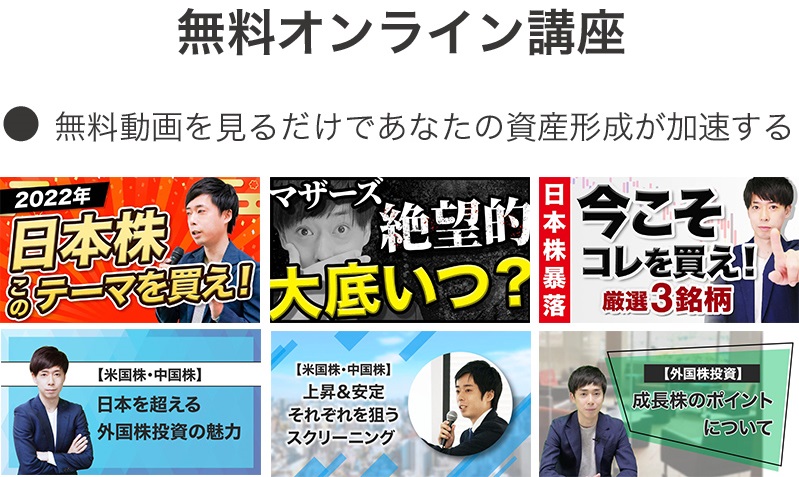 無料オンライン講座
● 無料動画を見るだけであなたの資産形成が加速する
2022年
日本株
このテーマを買え!
マザーズ
絶望的
大底いつ?
日本株暴落
今こそ
コレを買え!
厳選3銘柄
【米国株・中国株】
日本を超える
外国株投資の魅力
【米国株・中国株】
上昇&安定
それぞれを狙う
スクリーニング
【外国株投資】
成長株のポイント
について